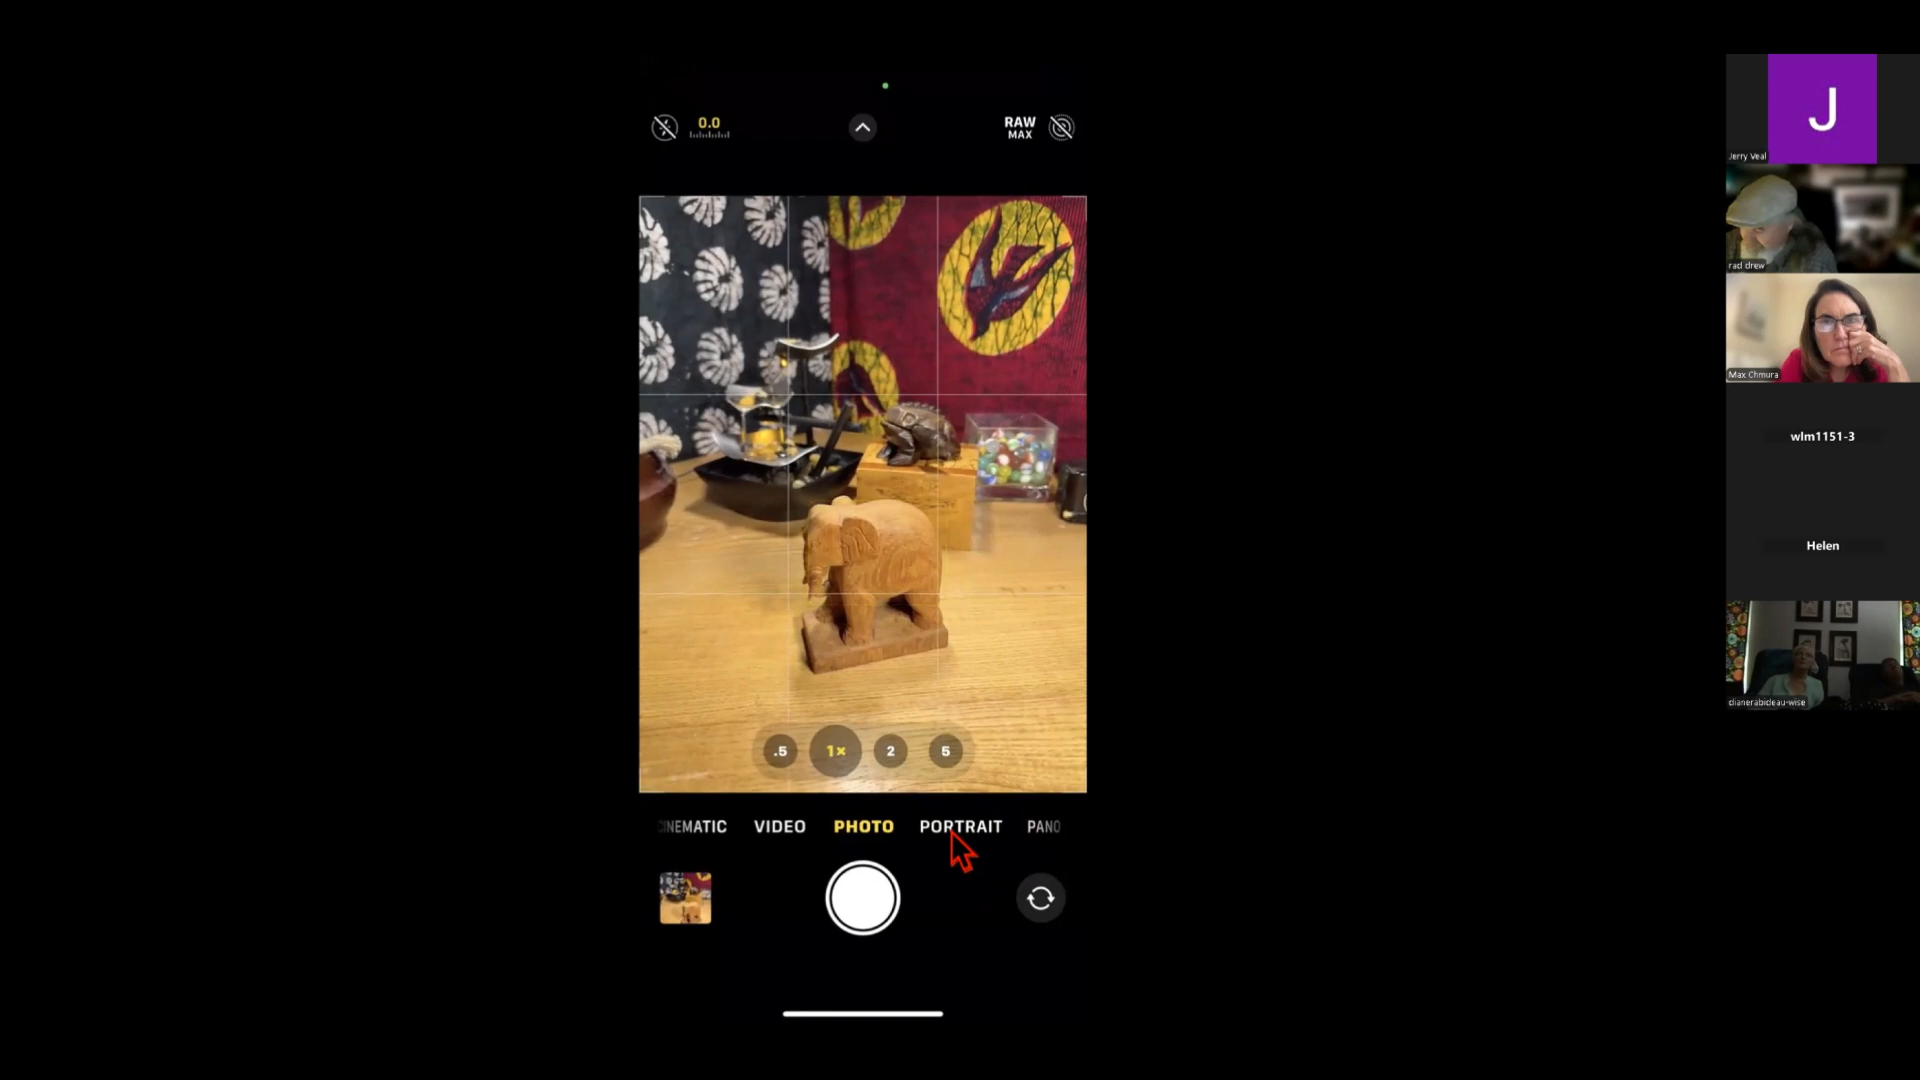 0.0
RAW
MAX
.5 1× 2 5
CINEMATIC VIDEO PHOTO PORTRAIT PANO
J
Jerry Veal
rad drew
Max Chmura
wlm1151-3
Helen
dianerabideau-wise